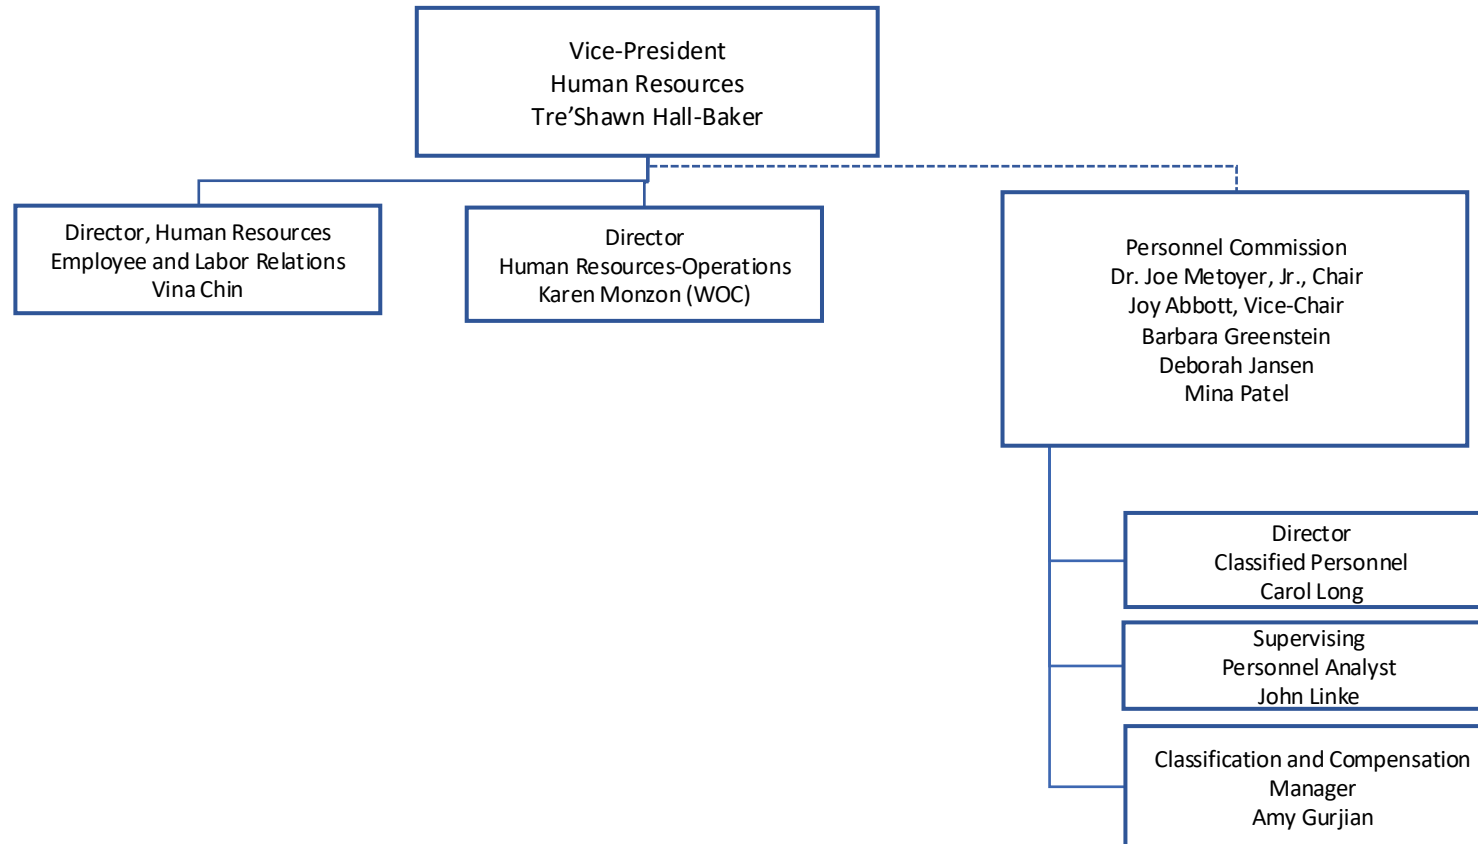 Vice-President
Human Resources
Tre’Shawn Hall-Baker
Director, Human Resources
Employee and Labor Relations
Vina Chin
Director
Human Resources-Operations
Karen Monzon (WOC)
Personnel Commission
Dr. Joe Metoyer, Jr., Chair
Joy Abbott, Vice-Chair
Barbara Greenstein
Deborah Jansen
Mina Patel
Director
Classified Personnel
Carol Long
Supervising
Personnel Analyst
John Linke
Classification and Compensation
Manager
Amy Gurjian